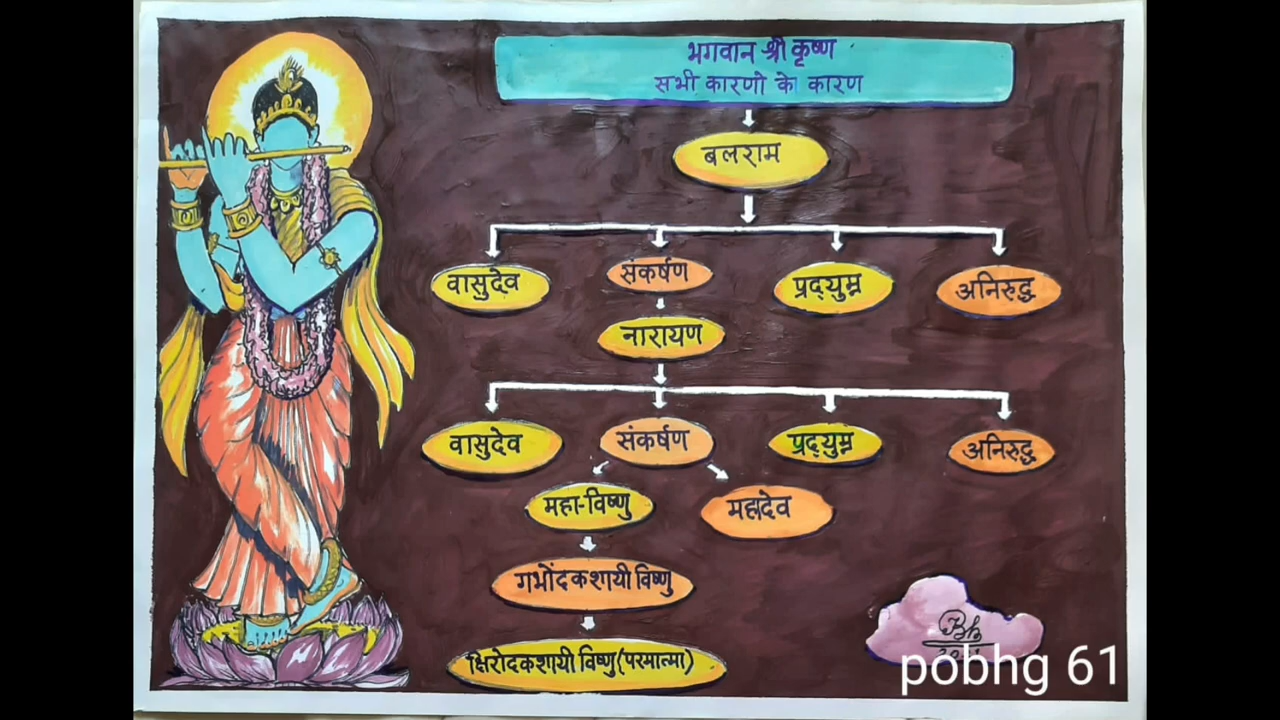 भगवान श्री कृष्ण
सभी कारणो के कारण
बलराम
वासुदेव
संकर्षण
प्रद्युम्न
अनिरुद्ध
नारायण
वासुदेव
संकर्षण
प्रद्युम्न
अनिरुद्ध
महा-विष्णु
महादेव
गर्भोदकशायी विष्णु
क्षिरोदकशायी विष्णु(परमात्मा)
pobhg 61